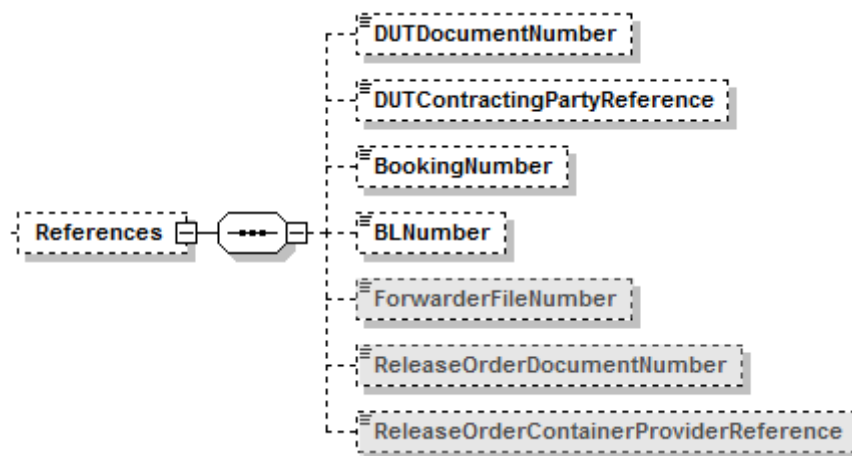 DUTDocumentNumber
DUTContractingPartyReference
BookingNumber
References
BLNumber
ForwarderFileNumber
ReleaseOrderDocumentNumber
ReleaseOrderContainerProviderReference